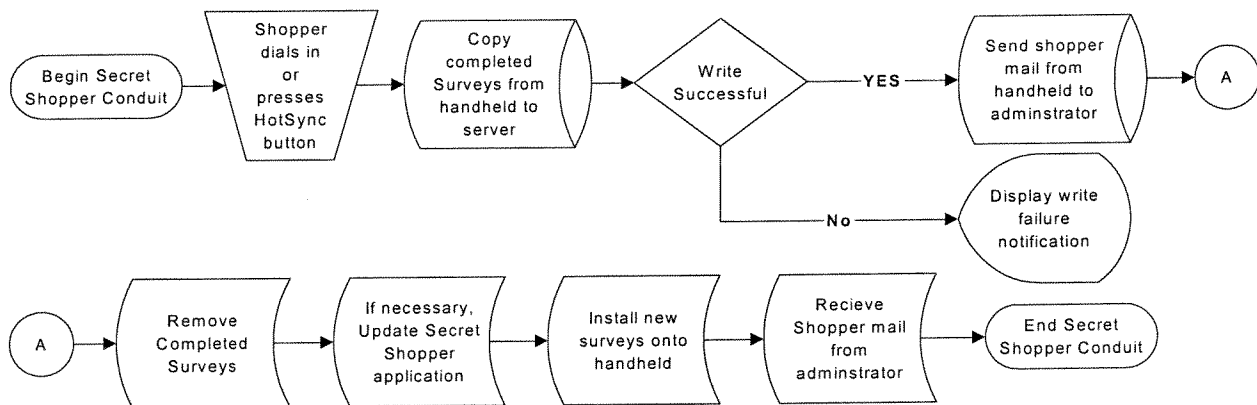 Begin Secret
Shopper Conduit
Shopper
dials in
or
presses
HotSync
button
Copy
completed
Surveys from
handheld to
server
Write
Successful
YES
Send shopper
mail from
handheld to
adminstrator
A
No
Display write
failure
notification
A
Remove
Completed
Surveys
If necessary,
Update Secret
Shopper
application
Install new
surveys onto
handheld
Recieve
Shopper mail
from
adminstrator
End Secret
Shopper Conduit